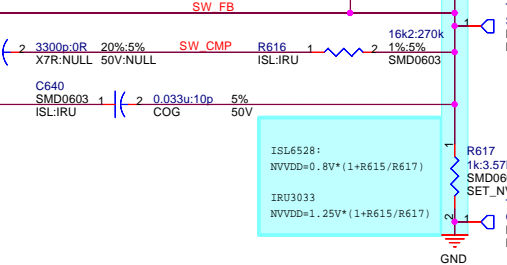 SW_FB
16k2:270k
2 3300p:0R 20%:5% SW_CMP R616 1 2 1%:5%
X7R:NULL 50V:NULL ISL:IRU SMD0603
1
C640
SMD0603 1 2 0.033u:10p 5%
ISL:IRU COG 50V
ISL6528:
NVVDD=0.8V*(1+R615/R617)
IRU3033
NVVDD=1.25V*(1+R615/R617)
1 R617
1k:3.57
SMD06
SET_N
2 1
GND